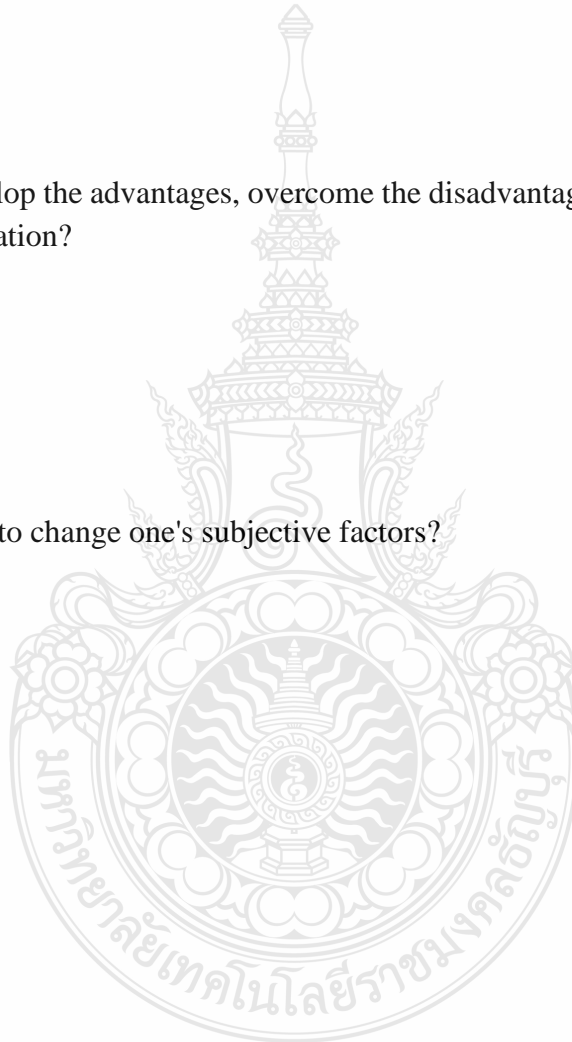 lop the advantages, overcome the disadvantag
ation?
to change one's subjective factors?
มหาวิทยาลัยเทคโนโลยีราชมงคลธัญบุรี